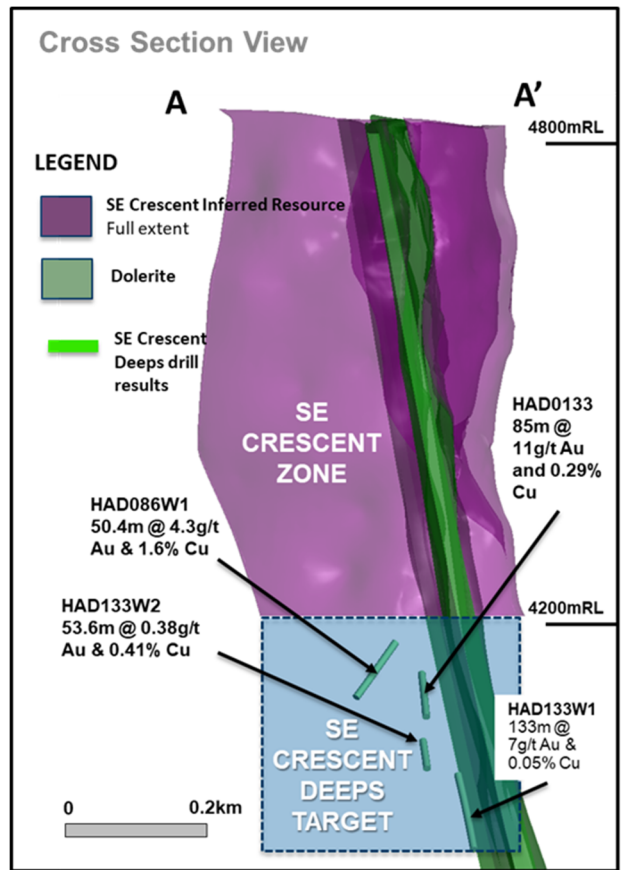 Cross Section View
A
A’
4800mRL
LEGEND
SE Crescent Inferred Resource
Full extent
Dolerite
SE Crescent
Deeps drill
results
SE
CRESCENT
ZONE
HAD0133
85m @
11g/t Au
and 0.29%
Cu
HAD086W1
50.4m @ 4.3g/t
Au & 1.6% Cu
HAD133W2
53.6m @ 0.38g/t
Au & 0.41% Cu
4200mRL
HAD133W1
133m @
7g/t Au &
0.05% Cu
SE
CRESCENT
DEEPS
TARGET
0
0.2km